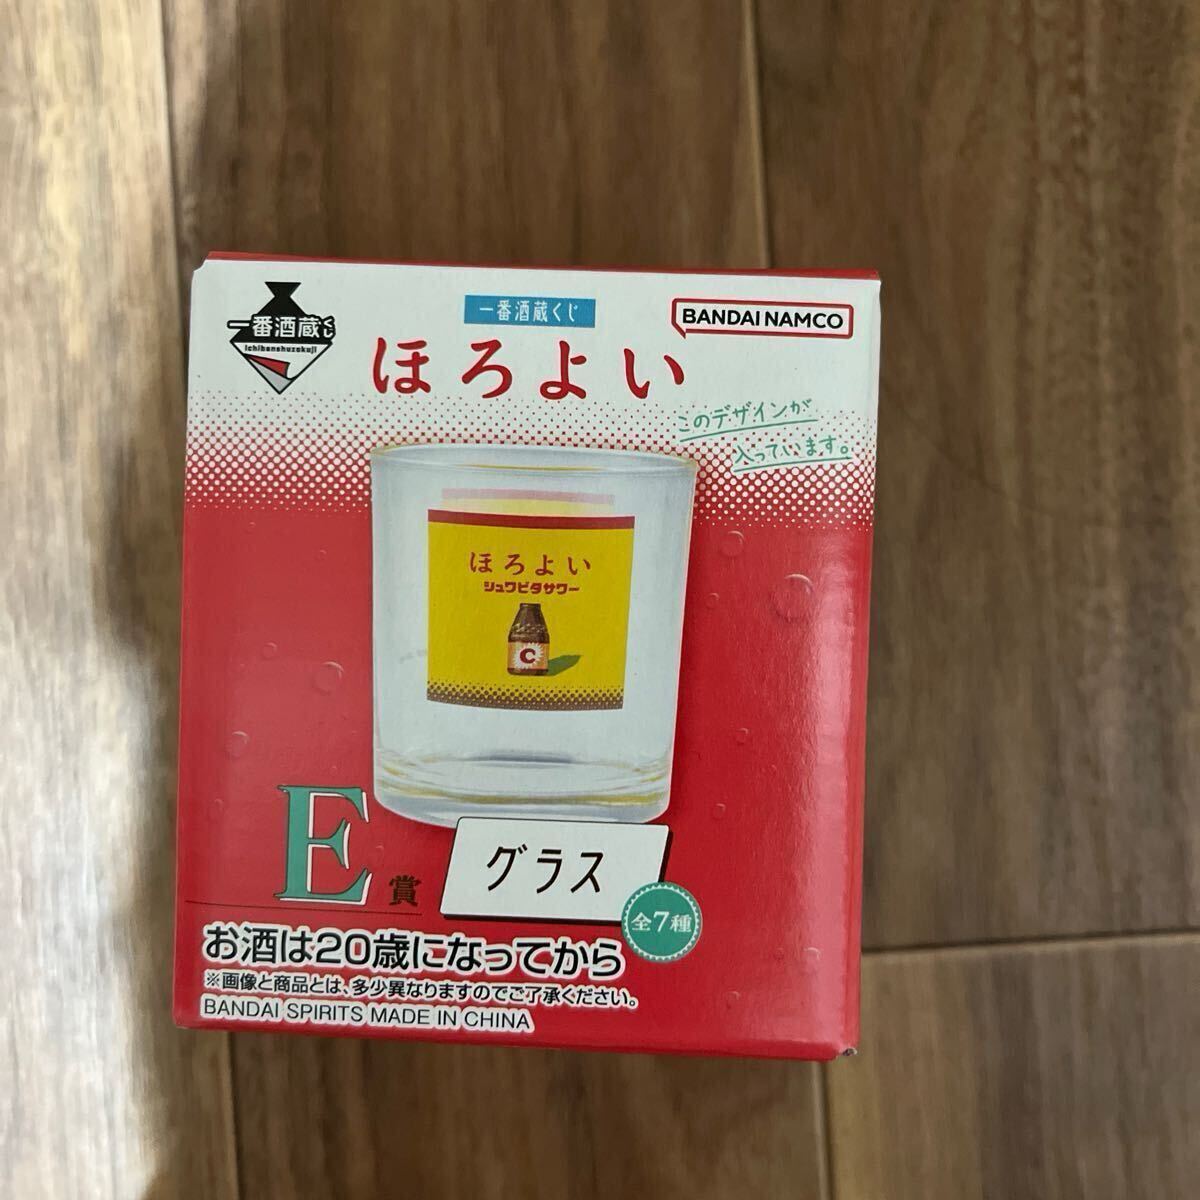 一番酒蔵くじ
Ichibanshuzokuji
一番酒蔵くじ
BANDAI NAMCO
ほろよい
このデザインが
入っています。
ほろよい
シュワビタサワー
C
E賞
グラス
全7種
お酒は20歳になってから
※画像と商品とは、多少異なりますのでご了承ください。
BANDAI SPIRITS MADE IN CHINA